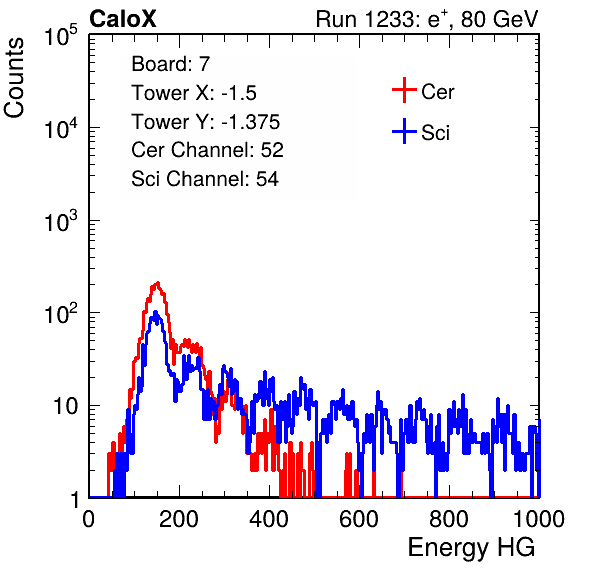 CaloX Run 1233: e⁺, 80 GeV
Counts
Board: 7
Tower X: -1.5
Tower Y: -1.375
Cer Channel: 52
Sci Channel: 54
Cer
Sci
10⁵
10⁴
10³
10²
10
1
0 200 400 600 800 1000
Energy HG